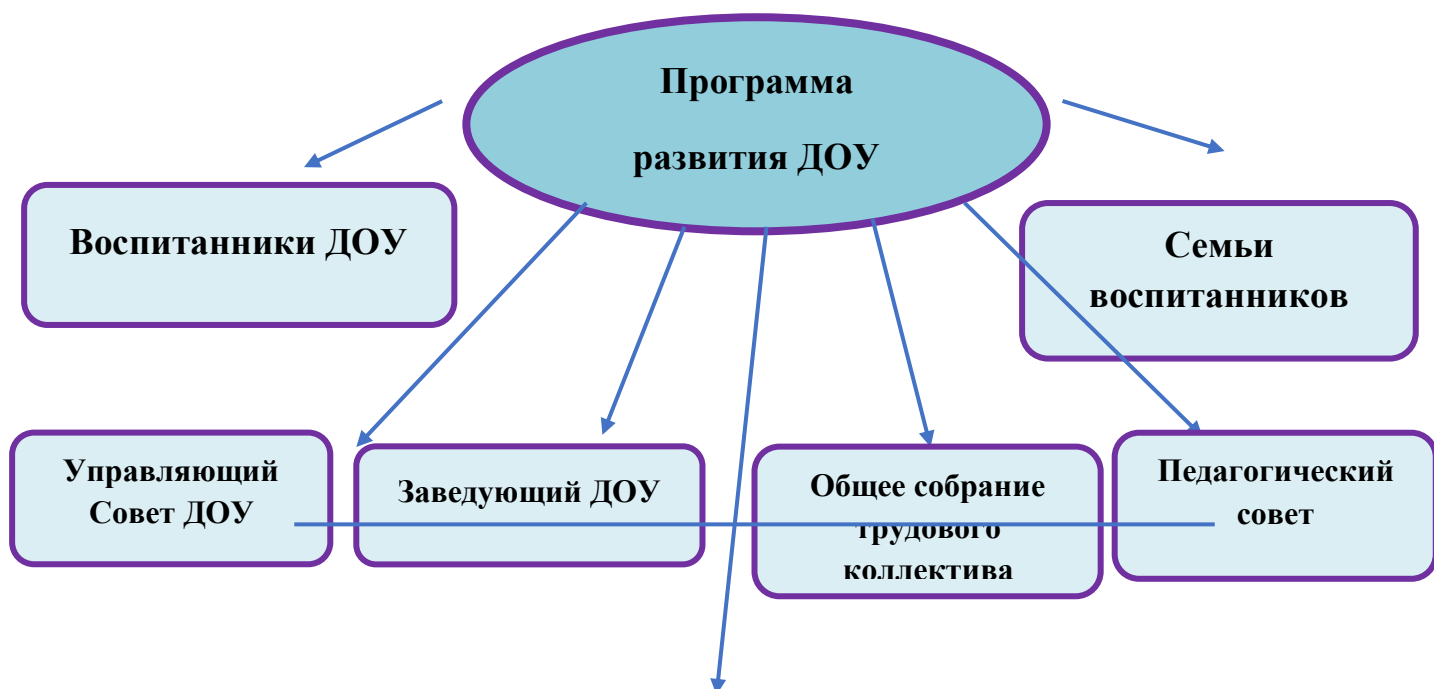 Программа
развития ДОУ
Воспитанники ДОУ
Семьи
воспитанников
Управляющий
Совет ДОУ
Заведующий ДОУ
Общее собрание
трудового
коллектива
Педагогический
совет